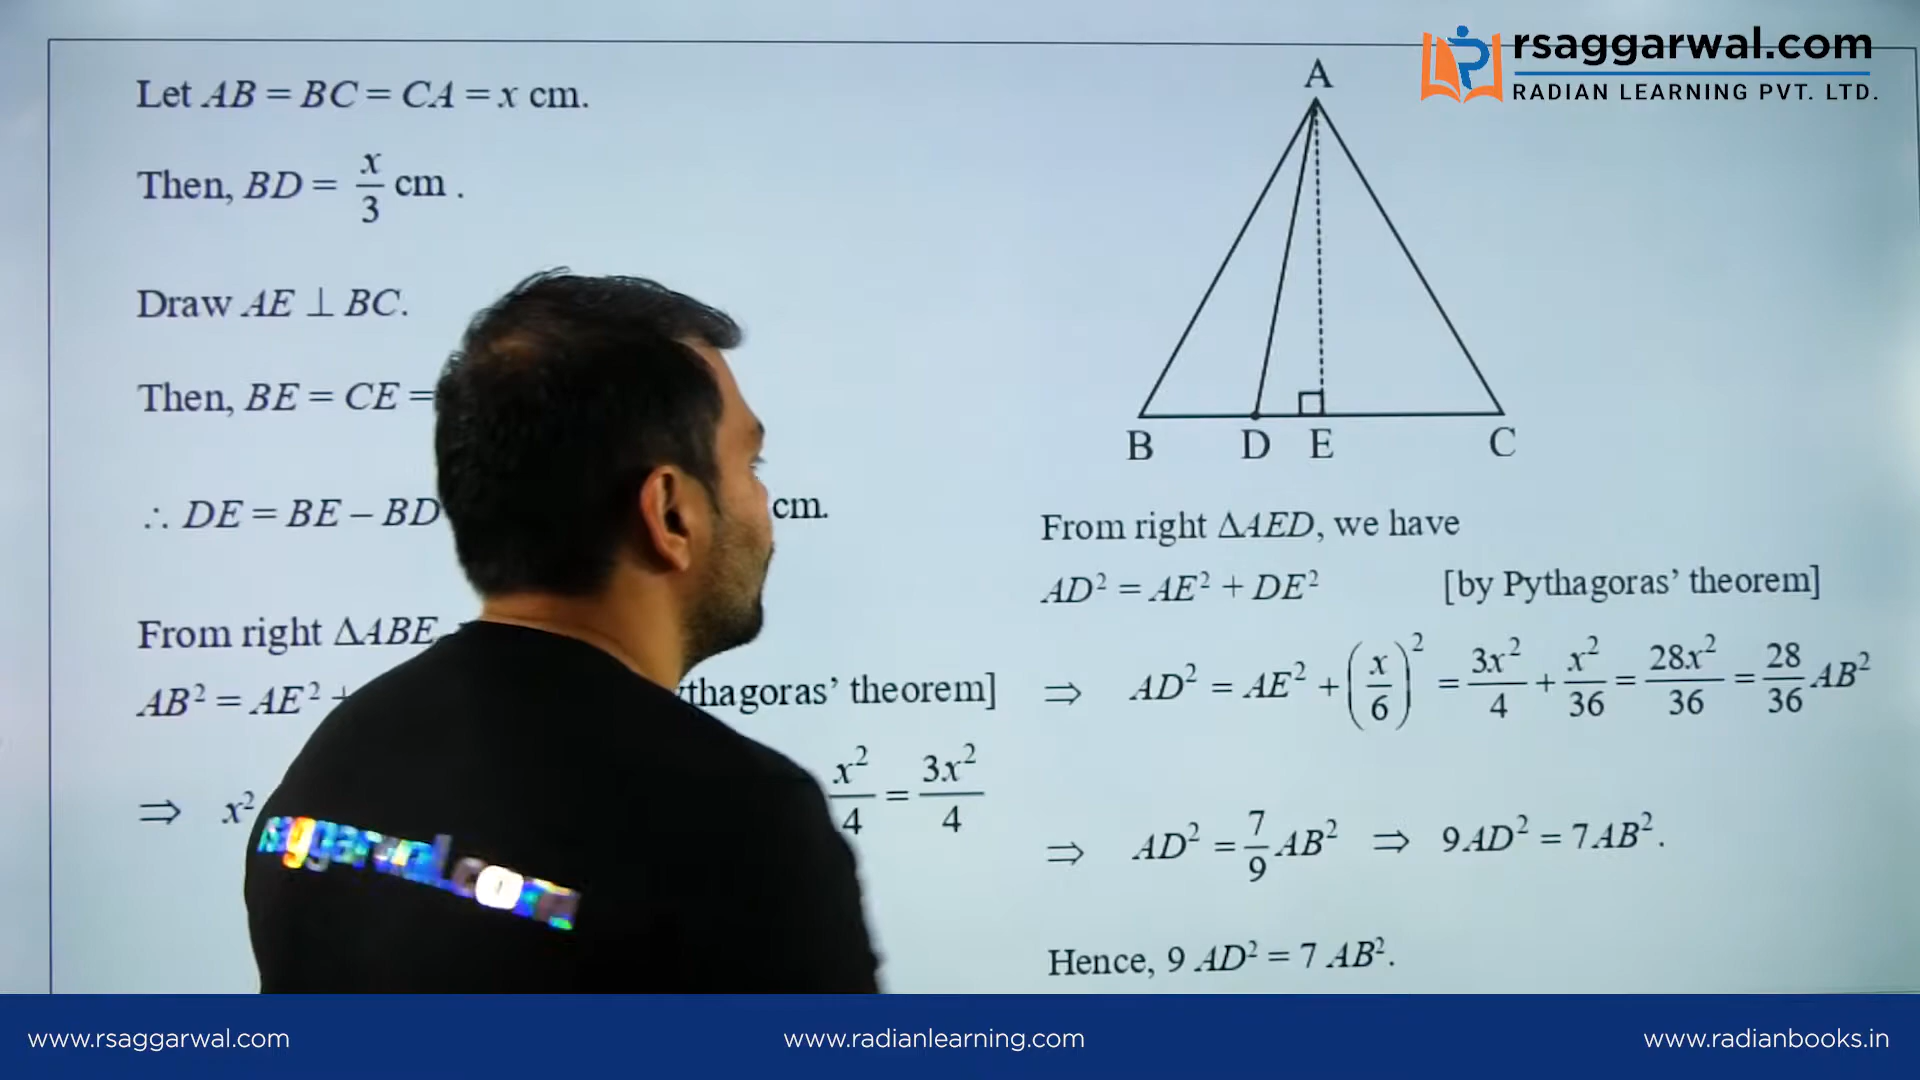 rsaggarwal.com
RADIAN LEARNING PVT. LTD.
Let AB = BC = CA = x cm.
Then, BD = x/3 cm .
Draw AE ⊥ BC.
Then, BE = CE =
∴ DE = BE – BD cm.
From right ΔABE
AB² = AE² + theorem]
⇒ x² x²/4 = 3x²/4
A
B D E C
From right ΔAED, we have
AD² = AE² + DE² [by Pythagoras’ theorem]
⇒ AD² = AE² + (x/6)² = 3x²/4 + x²/36 = 28x²/36 = 28/36 AB²
⇒ AD² = 7/9 AB² ⇒ 9AD² = 7AB².
Hence, 9 AD² = 7 AB².
www.rsaggarwal.com www.radianlearning.com www.radianbooks.in